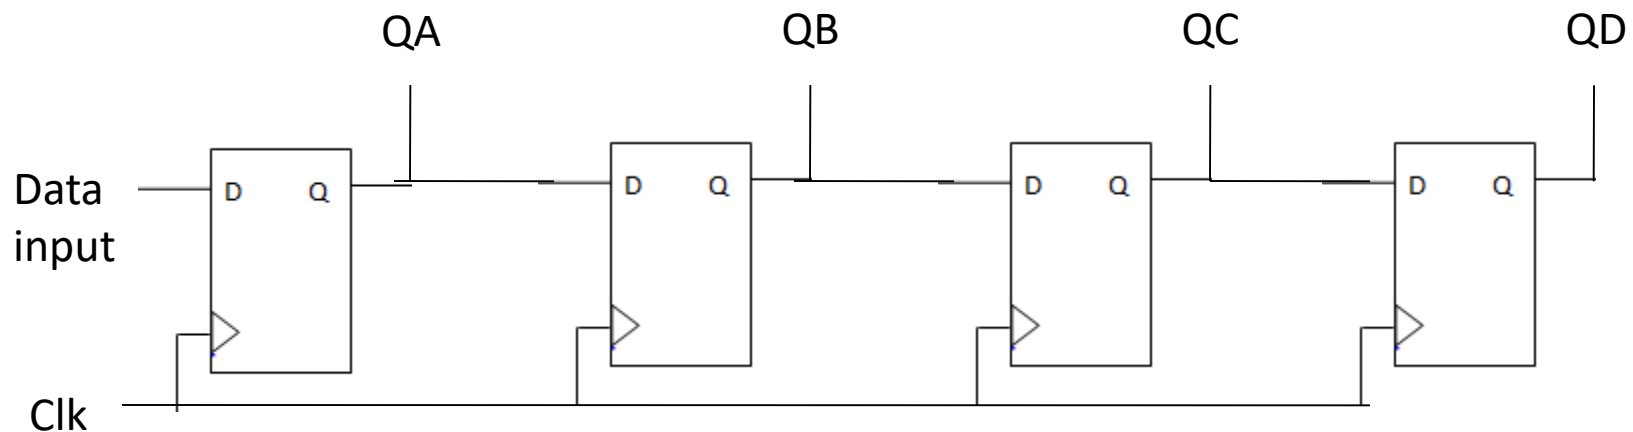 QA QB QC QD
D Q D Q D Q D Q
Data
input
Clk